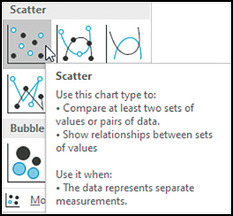 Scatter
Scatter
Use this chart type to:
• Compare at least two sets of
values or pairs of data.
• Show relationships between sets
of values
Bubble
Use it when:
• The data represents separate
measurements.